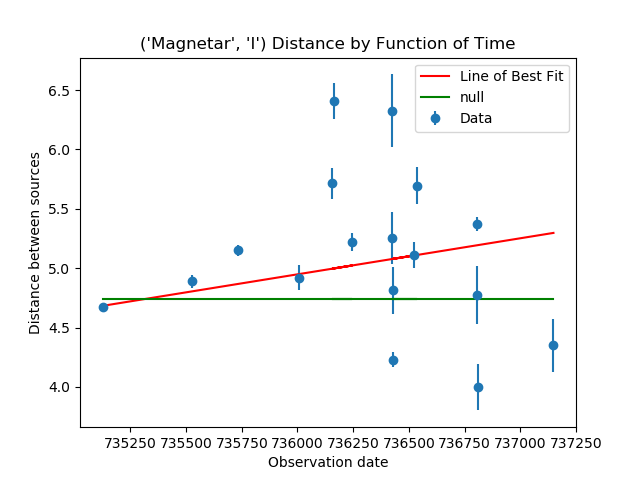 ('Magnetar', 'I') Distance by Function of Time
Line of Best Fit
null
Data
Distance between sources
6.5
6.0
5.5
5.0
4.5
4.0
735250 735500 735750 736000 736250 736500 736750 737000 737250
Observation date